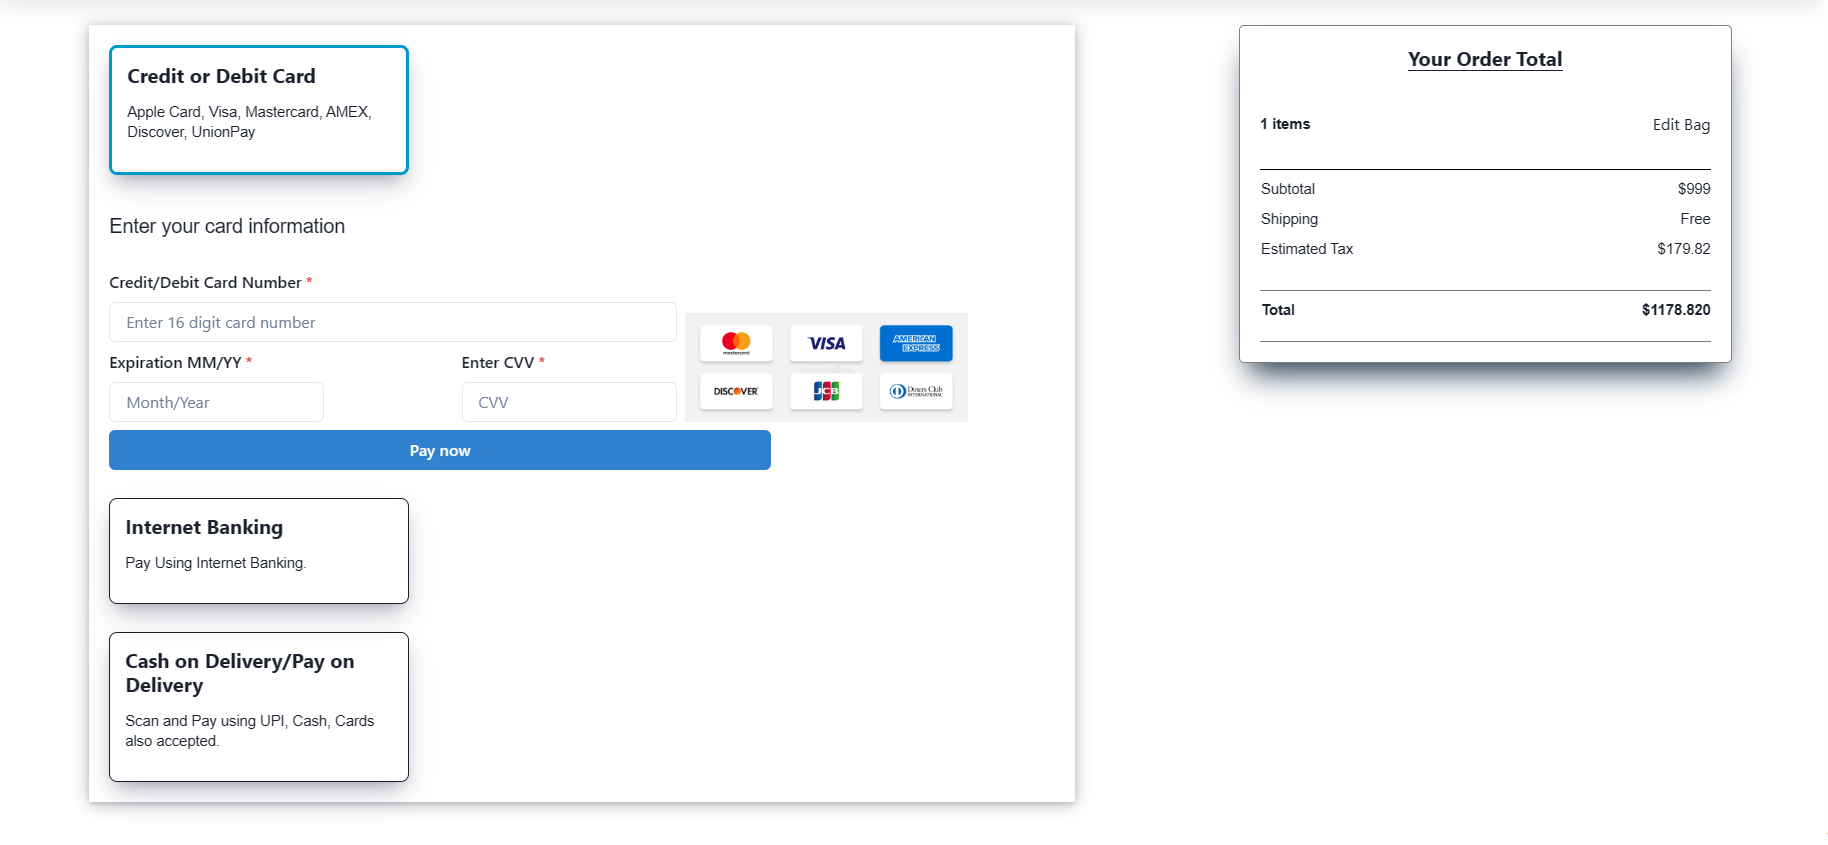 Credit or Debit Card
Apple Card, Visa, Mastercard, AMEX,
Discover, UnionPay
Enter your card information
Credit/Debit Card Number *
Enter 16 digit card number
Expiration MM/YY *
Enter CVV *
Month/Year
CVV
mastercard
VISA
AMERICAN
EXPRESS
DISCOVER
JCB
Diners Club
INTERNATIONAL
Pay now
Internet Banking
Pay Using Internet Banking.
Cash on Delivery/Pay on
Delivery
Scan and Pay using UPI, Cash, Cards
also accepted.
Your Order Total
1 items
Edit Bag
Subtotal $999
Shipping Free
Estimated Tax $179.82
Total $1178.820